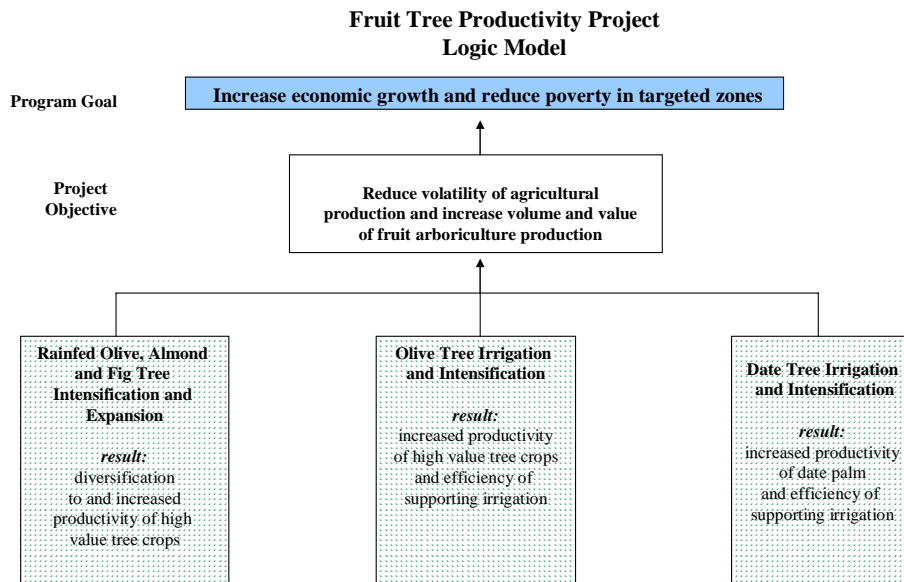 Fruit Tree Productivity Project
Logic Model
Program Goal
Increase economic growth and reduce poverty in targeted zones
Project
Objective
Reduce volatility of agricultural
production and increase volume and value
of fruit arboriculture production
Rainfed Olive, Almond
and Fig Tree
Intensification and
Expansion
result:
diversification
to and increased
productivity of high
value tree crops
Olive Tree Irrigation
and Intensification
result:
increased productivity
of high value tree crops
and efficiency of
supporting irrigation
Date Tree Irrigation
and Intensification
result:
increased productivity
of date palm
and efficiency of
supporting irrigation